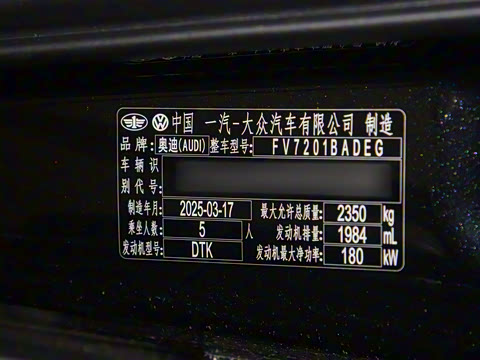 中国 一汽-大众汽车有限公司 制造
品牌: 奥迪(AUDI) 整车型号: FV7201BADEG
车辆识
别代号:
制造年月: 2025-03-17 最大允许总质量: 2350 kg
乘坐人数: 5 人 发动机排量: 1984 mL
发动机型号: DTK 发动机最大净功率: 180 kW